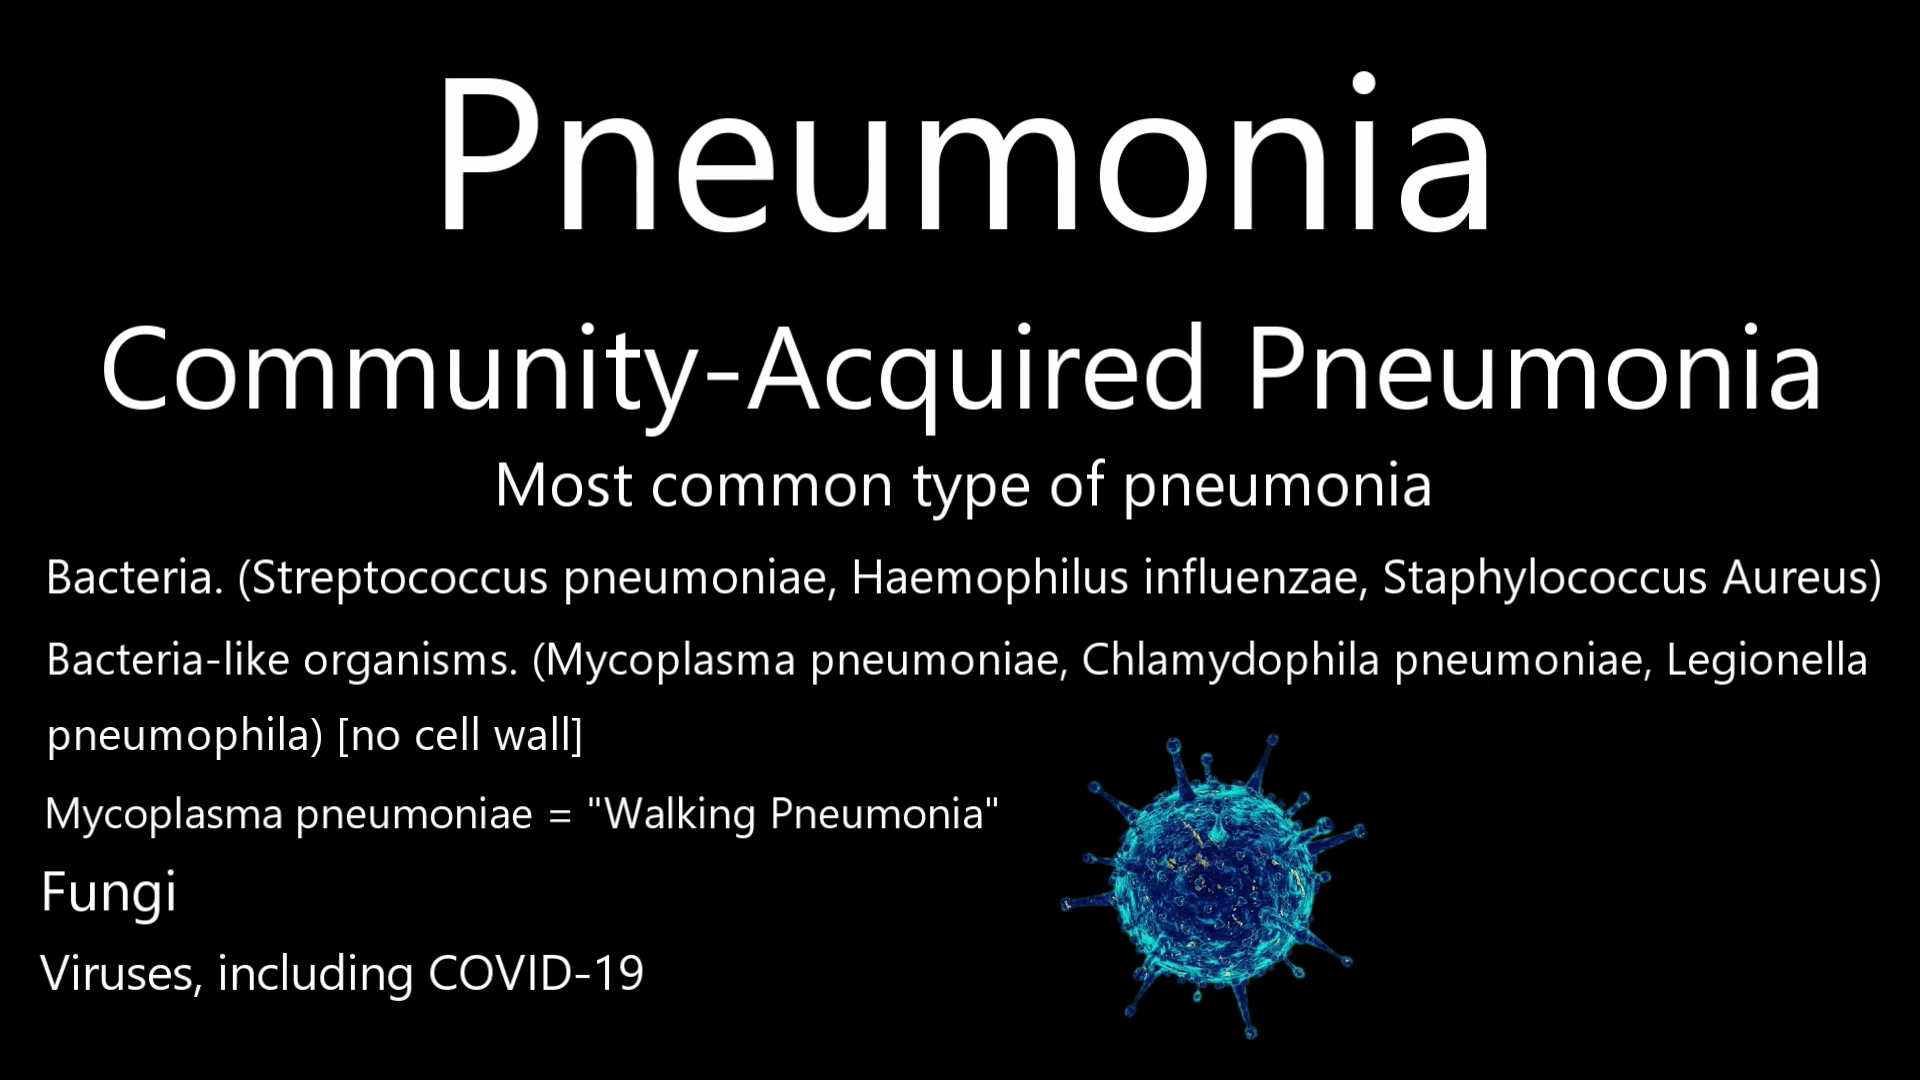 Pneumonia
Community-Acquired Pneumonia
Most common type of pneumonia
Bacteria. (Streptococcus pneumoniae, Haemophilus influenzae, Staphylococcus Aureus)
Bacteria-like organisms. (Mycoplasma pneumoniae, Chlamydophila pneumoniae, Legionella
pneumophila) [no cell wall]
Mycoplasma pneumoniae = "Walking Pneumonia"
Fungi
Viruses, including COVID-19